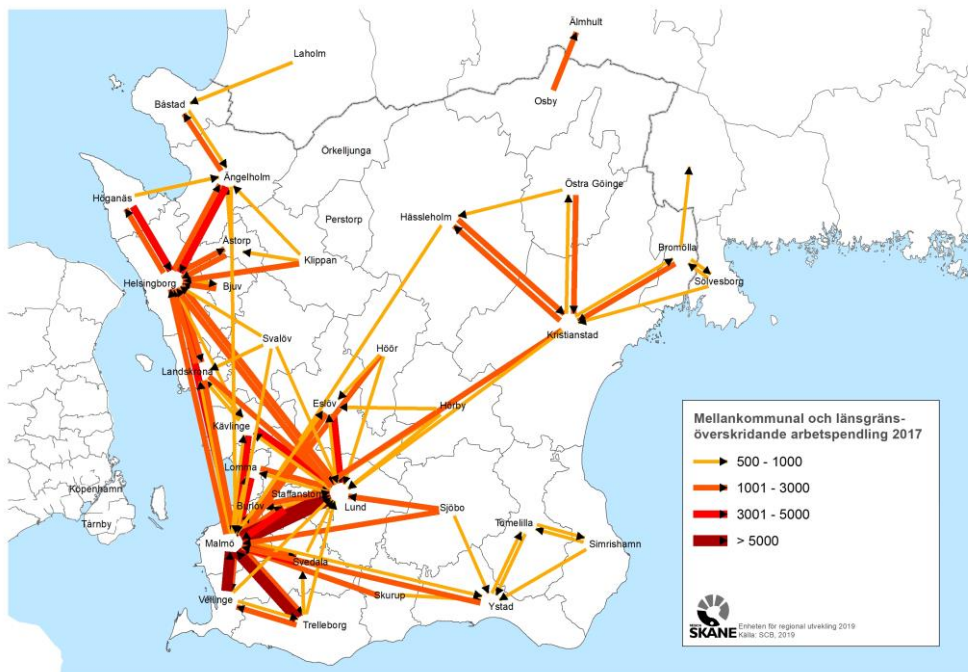 Älmhult
Laholm
Osby
Båstad
Örkelljunga
Ängelholm
Östra Göinge
Höganäs
Perstorp
Hässleholm
Åstorp
Klippan
Bromölla
Helsingborg
Bjuv
Sölvesborg
Kristianstad
Svalöv
Höör
Landskrona
Eslöv
Hörby
Kävlinge
Lomma
Staffanstorp
Burlöv
Lund
Köpenhamn
Tårnby
Sjöbo
Tomelilla
Malmö
Simrishamn
Svedala
Vellinge
Skurup
Ystad
Trelleborg
Mellankommunal och länsgräns-
överskridande arbetspendling 2017
500 - 1000
1001 - 3000
3001 - 5000
> 5000
REGION
SKÅNE
Enheten för regional utvekling 2019
Källa: SCB, 2019